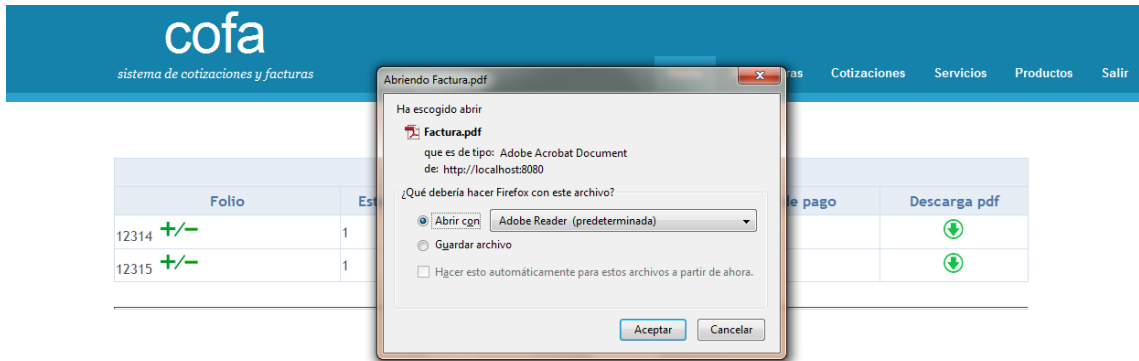 cofa
sistema de cotizaciones y facturas
ras Cotizaciones Servicios Productos Salir
Abriendo Factura.pdf
Ha escogido abrir
Factura.pdf
que es de tipo: Adobe Acrobat Document
de: http://localhost:8080
¿Qué debería hacer Firefox con este archivo?
Abrir con Adobe Reader (predeterminada)
Guardar archivo
Hacer esto automáticamente para estos archivos a partir de ahora.
Aceptar Cancelar
Folio Est de pago Descarga pdf
12314 +/- 1
12315 +/- 1